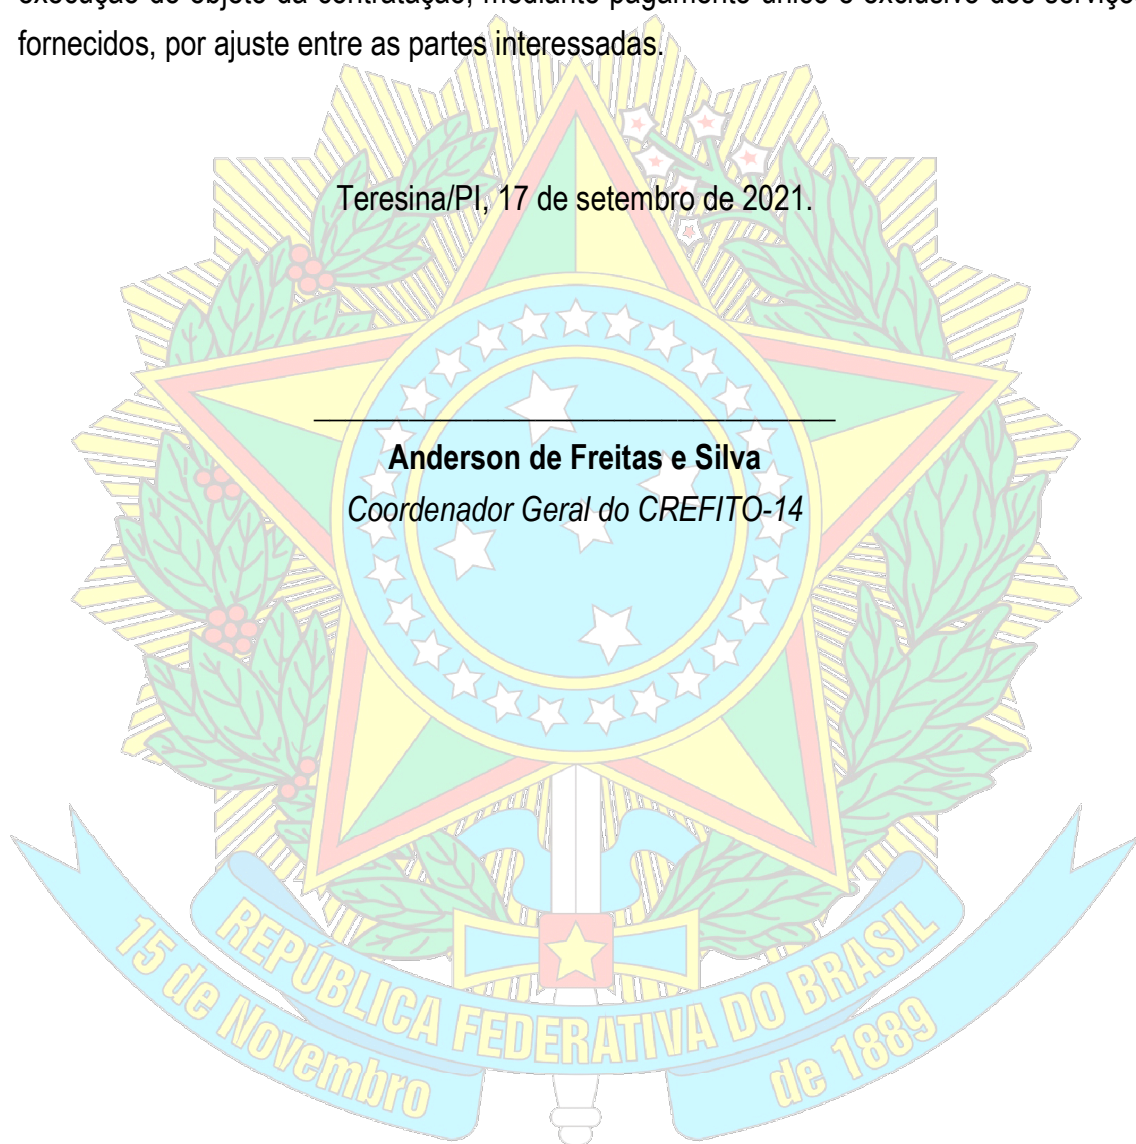 execução do objeto da contratação, mediante pagamento único e exclusivo dos serviço
fornecidos, por ajuste entre as partes interessadas.
Teresina/PI, 17 de setembro de 2021.
Anderson de Freitas e Silva
Coordenador Geral do CREFITO-14
REPÚBLICA FEDERATIVA DO BRASIL
15 de Novembro de 1889